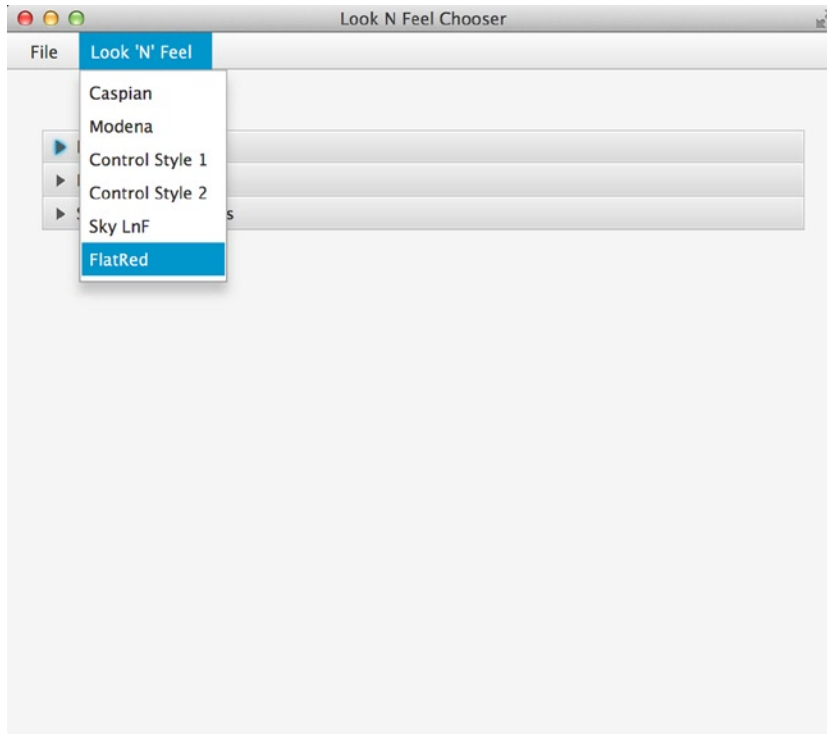 Look N Feel Chooser
File Look 'N' Feel
Caspian
Modena
Control Style 1
Control Style 2
Sky LnF
FlatRed